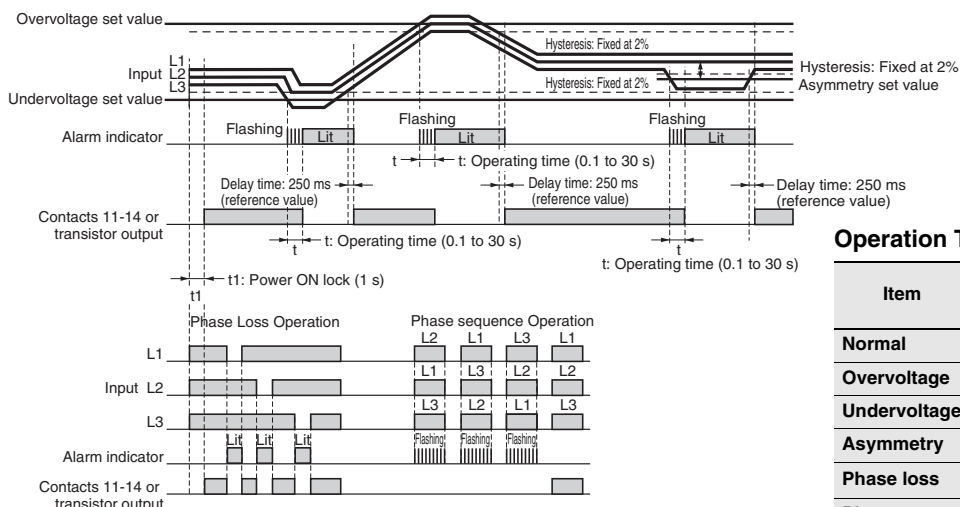 Overvoltage set value
Hysteresis: Fixed at 2%
L1
Input L2
L3
Hysteresis: Fixed at 2%
Hysteresis: Fixed at 2%
Asymmetry set value
Undervoltage set value
Flashing
Flashing
Flashing
Alarm indicator
Lit
Lit
Lit
t
t: Operating time (0.1 to 30 s)
Delay time: 250 ms
(reference value)
Delay time: 250 ms
(reference value)
Delay time: 250 ms
(reference value)
Contacts 11-14 or
transistor output
t
t: Operating time (0.1 to 30 s)
t
t: Operating time (0.1 to 30 s)
t1: Power ON lock (1 s)
t1
Operation T
Item
Normal
Overvoltage
Undervoltage
Asymmetry
Phase loss
Phase Loss Operation
Phase sequence Operation
L1
L2
L1
L3
L1
Input L2
L1
L3
L2
L2
L3
L3
L2
L1
L3
Alarm indicator
Lit
Lit
Lit
Flashing
Flashing
Flashing
Contacts 11-14 or
transistor output